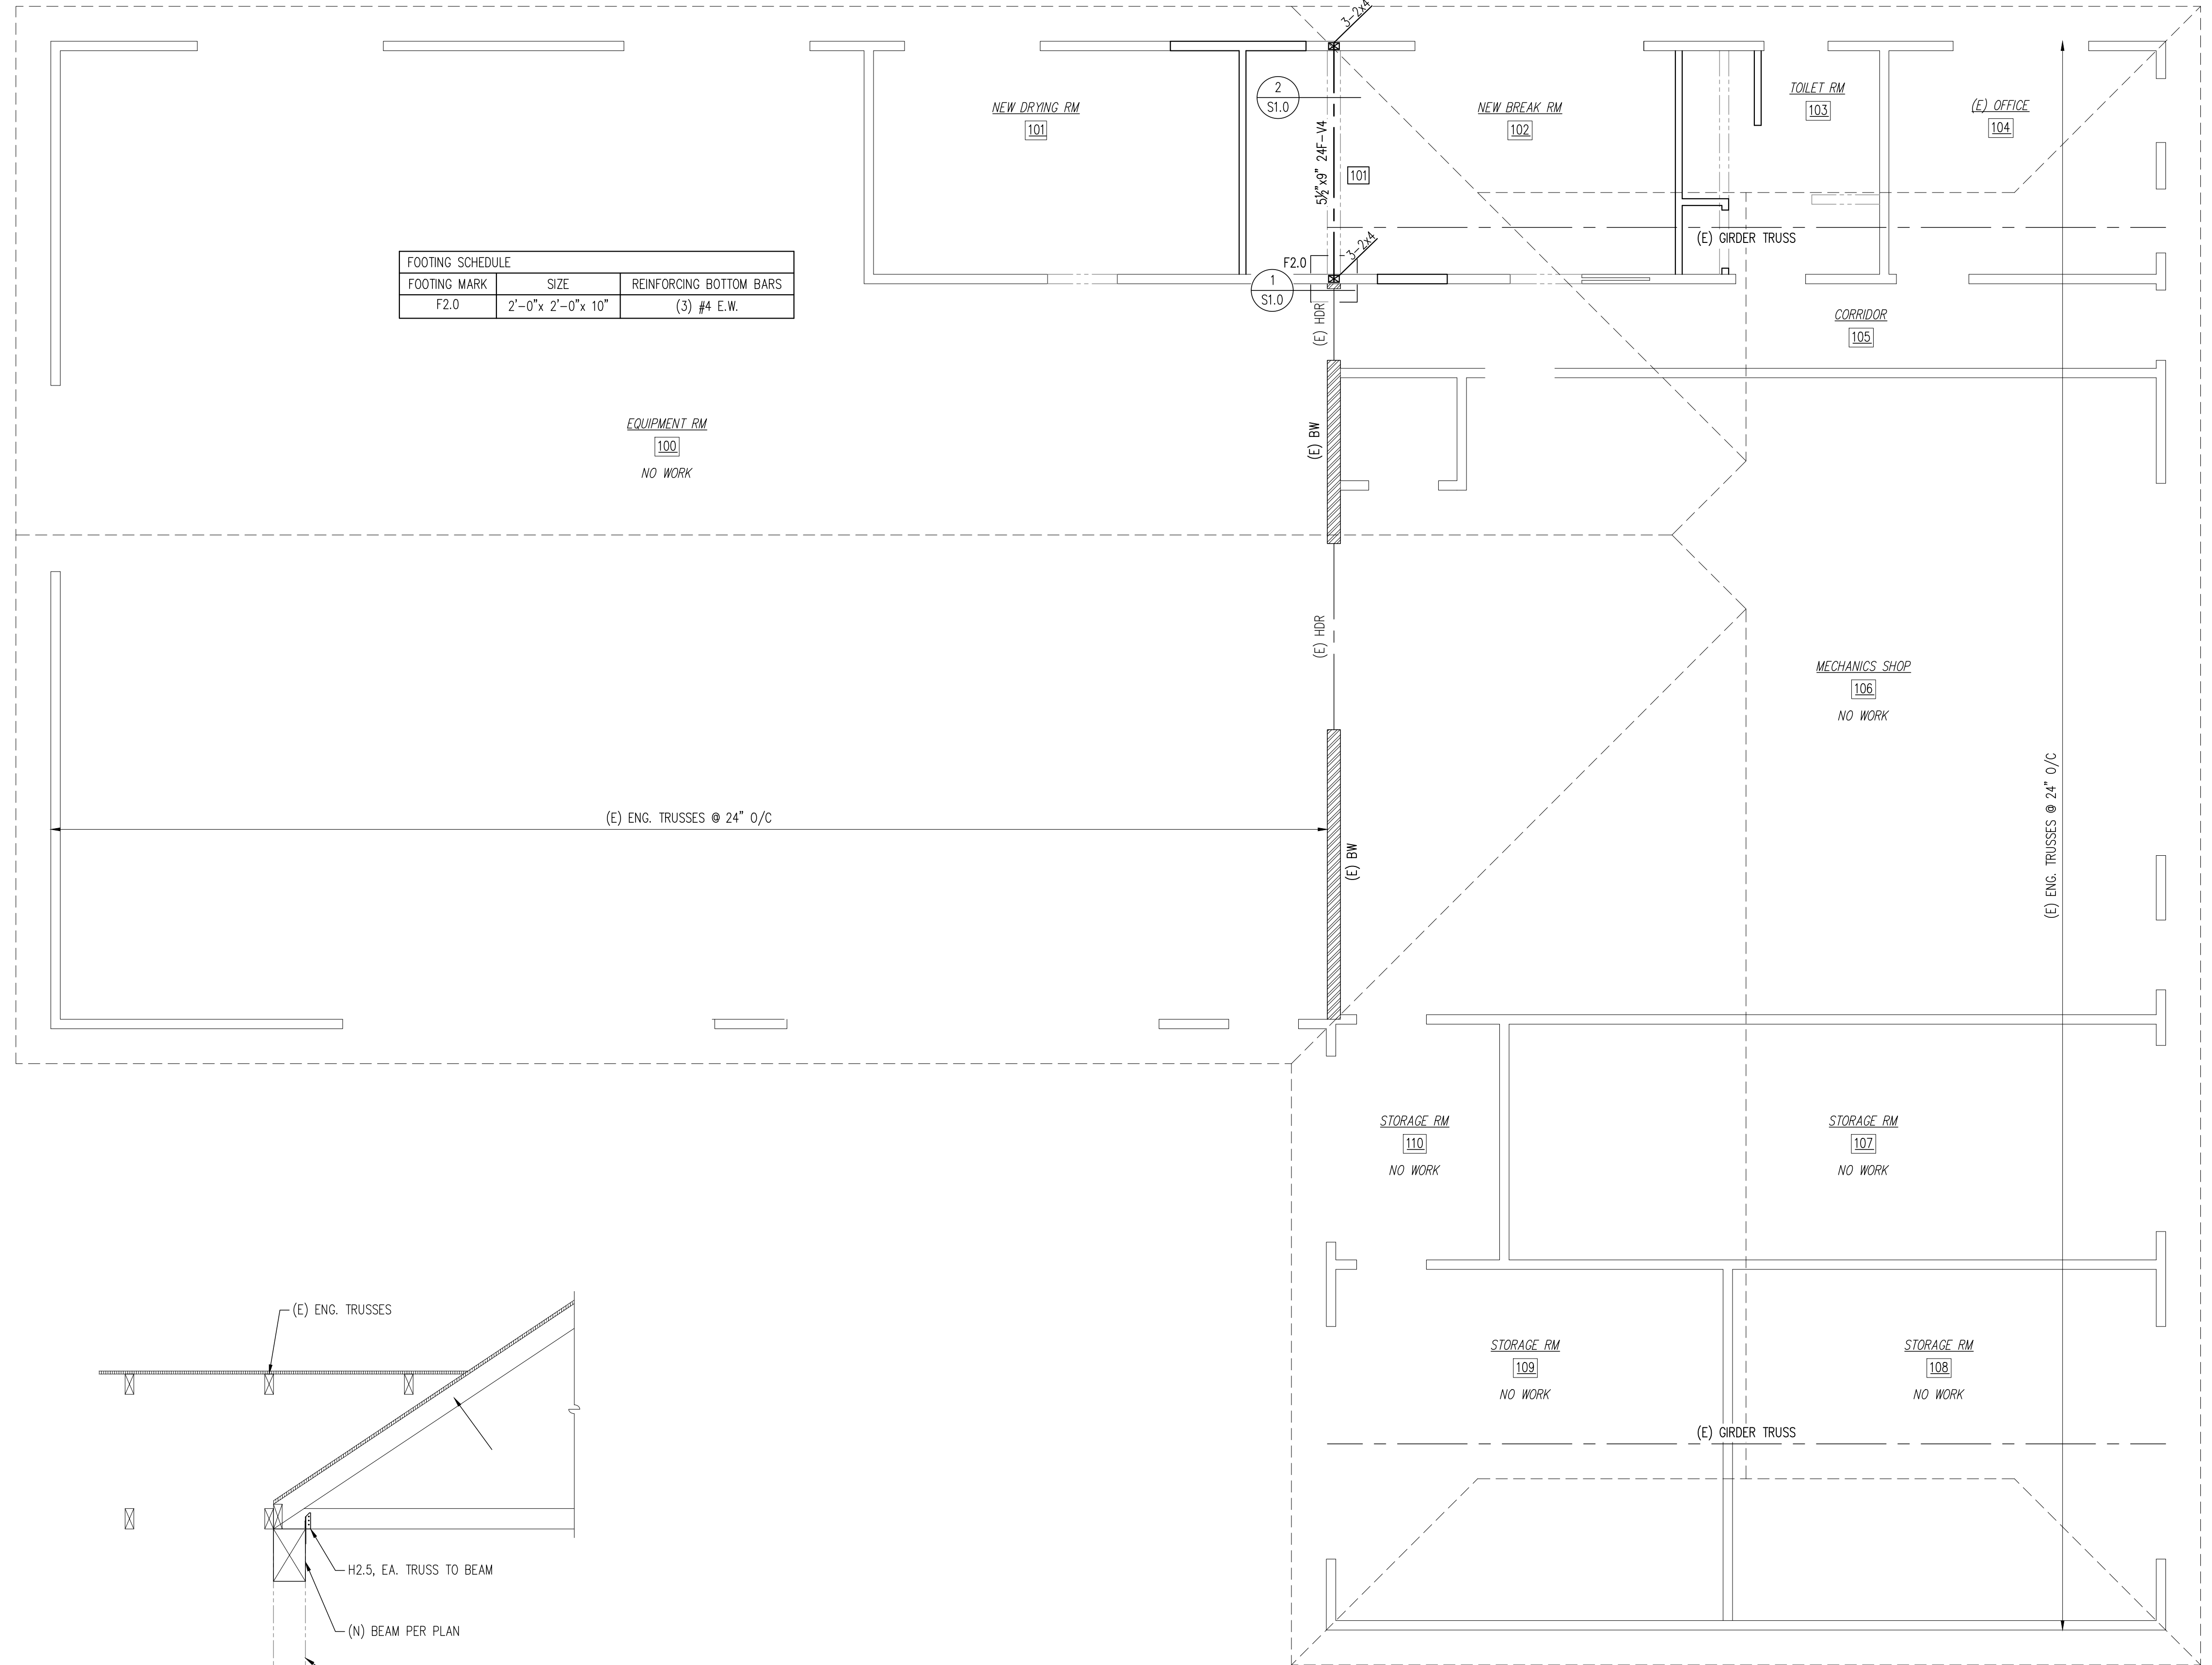 3-2x4
2
S1.0
NEW DRYING RM
101
5½"x9" 24F-V4
101
NEW BREAK RM
102
TOILET RM
103
(E) OFFICE
104
(E) GIRDER TRUSS
FOOTING SCHEDULE
FOOTING MARK SIZE REINFORCING BOTTOM BARS
F2.0 2'-0"x 2'-0"x 10" (3) #4 E.W.
F2.0
3-2x4
1
S1.0
(E) HDR
CORRIDOR
105
EQUIPMENT RM
100
NO WORK
(E) BW
(E) HDR
MECHANICS SHOP
106
NO WORK
(E) ENG. TRUSSES @ 24" O/C
(E) BW
(E) ENG. TRUSSES @ 24" O/C
STORAGE RM
110
NO WORK
STORAGE RM
107
NO WORK
STORAGE RM
109
NO WORK
STORAGE RM
108
NO WORK
(E) GIRDER TRUSS
(E) ENG. TRUSSES
H2.5, EA. TRUSS TO BEAM
(N) BEAM PER PLAN